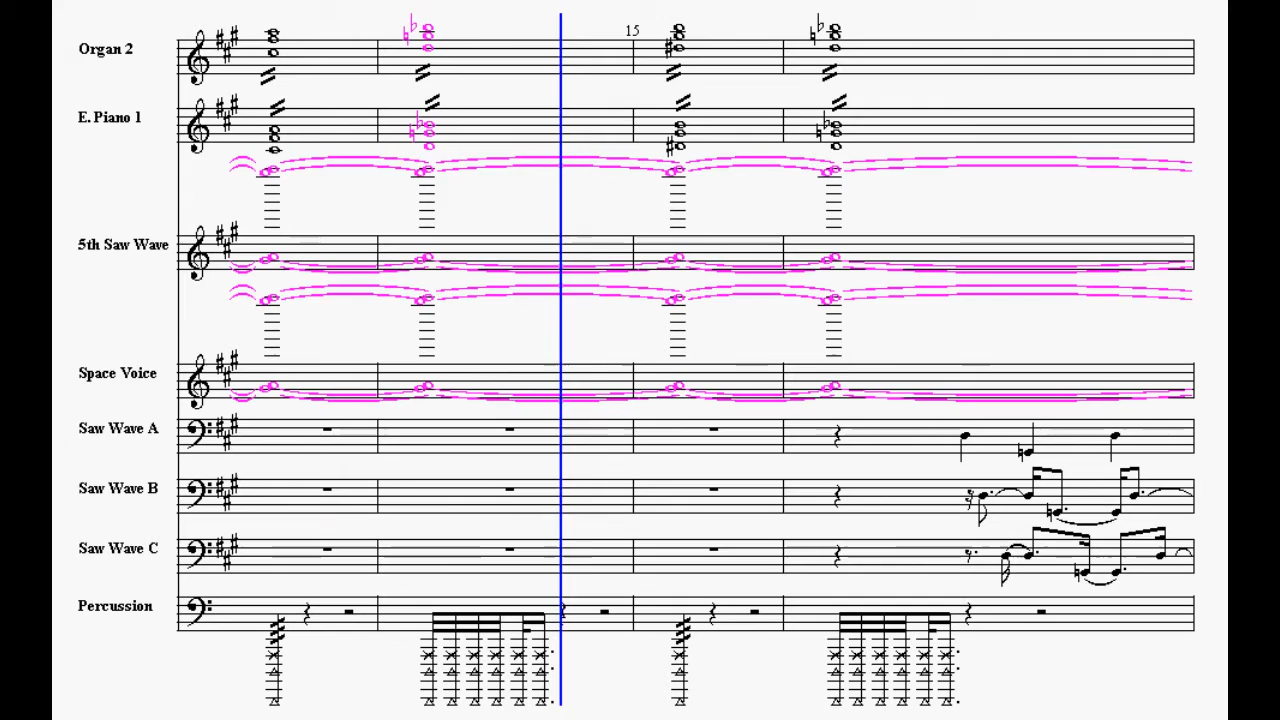 Organ 2
15
E. Piano 1
5th Saw Wave
Space Voice
Saw Wave A
Saw Wave B
Saw Wave C
Percussion